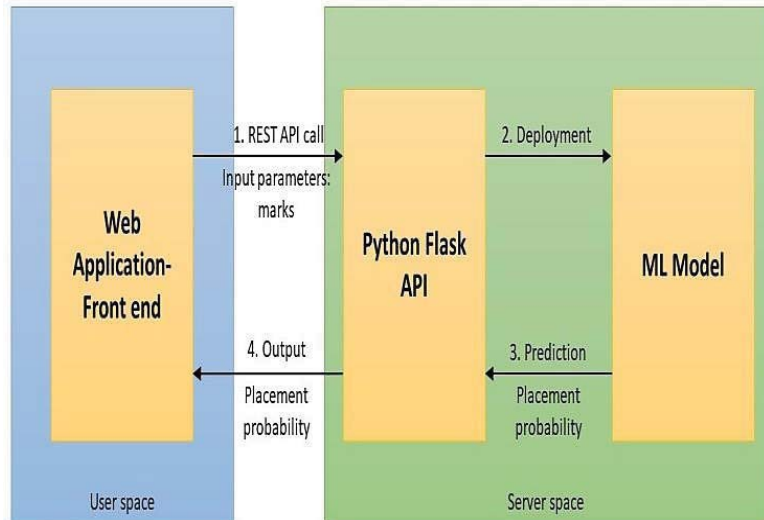 Web
Application-
Front end
1. REST API call
Input parameters:
marks
Python Flask
API
2. Deployment
ML Model
3. Prediction
Placement
probability
4. Output
Placement
probability
User space
Server space